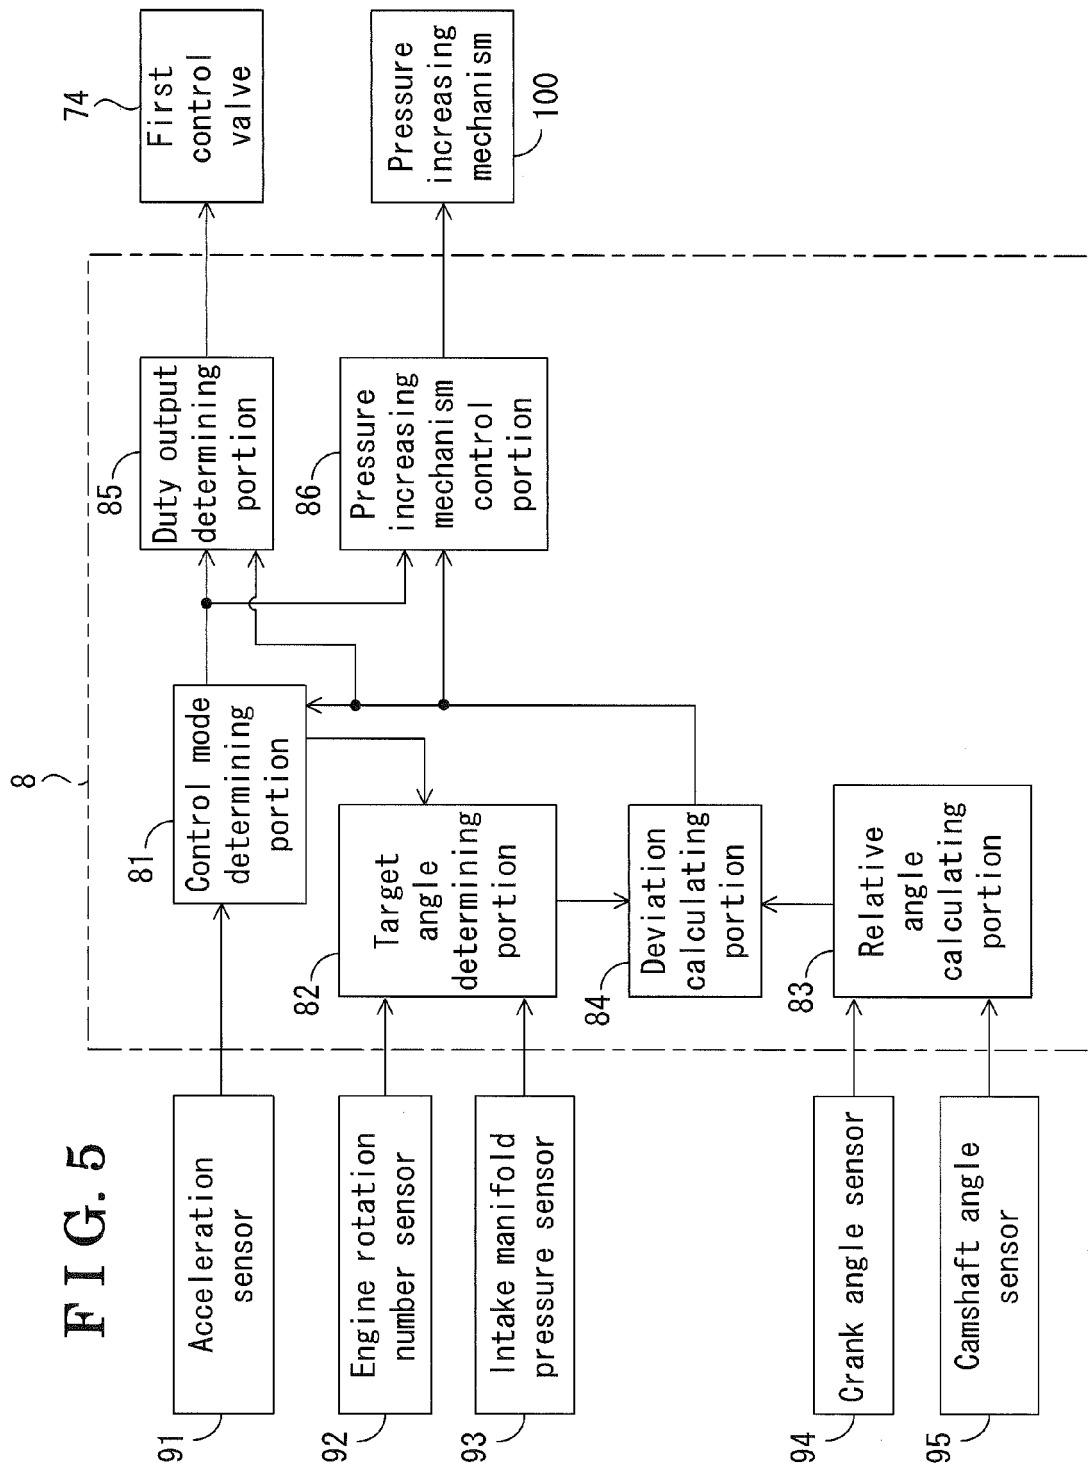 FIG. 5
8
91
Acceleration
sensor
92
Engine rotation
number sensor
93
Intake manifold
pressure sensor
94
Crank angle sensor
95
Camshaft angle
sensor
81
Control mode
determining
portion
82
Target
angle
determining
portion
84
Deviation
calculating
portion
83
Relative
angle
calculating
portion
85
Duty output
determining
portion
86
Pressure
increasing
mechanism
control
portion
74
First
control
valve
Pressure
increasing
mechanism
100